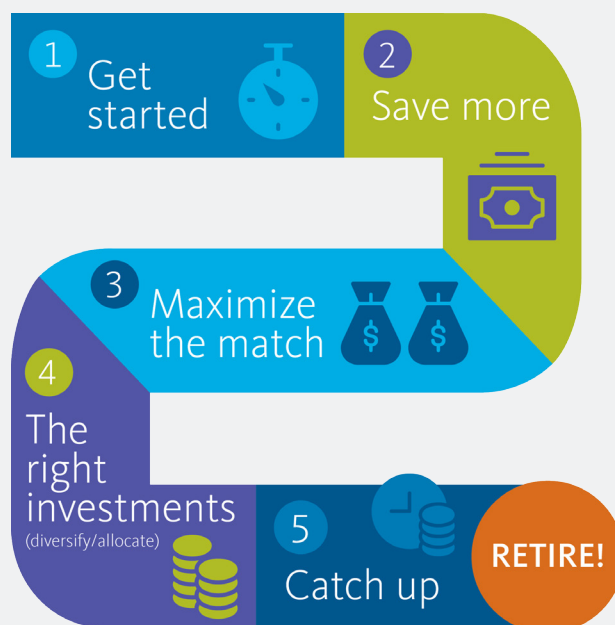 1
Get
started
2
Save more
3
Maximize
the match
$ $
4
The
right
investments
(diversify/allocate)
5
Catch up
RETIRE!